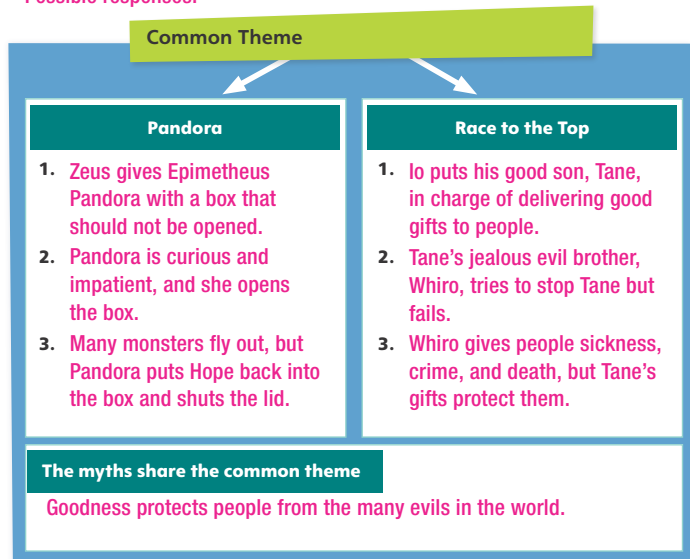 Possible responses:
Common Theme
Pandora
1. Zeus gives Epimetheus
Pandora with a box that
should not be opened.
2. Pandora is curious and
impatient, and she opens
the box.
3. Many monsters fly out, but
Pandora puts Hope back into
the box and shuts the lid.
Race to the Top
1. Io puts his good son, Tane,
in charge of delivering good
gifts to people.
2. Tane's jealous evil brother,
Whiro, tries to stop Tane but
fails.
3. Whiro gives people sickness,
crime, and death, but Tane's
gifts protect them.
The myths share the common theme
Goodness protects people from the many evils in the world.